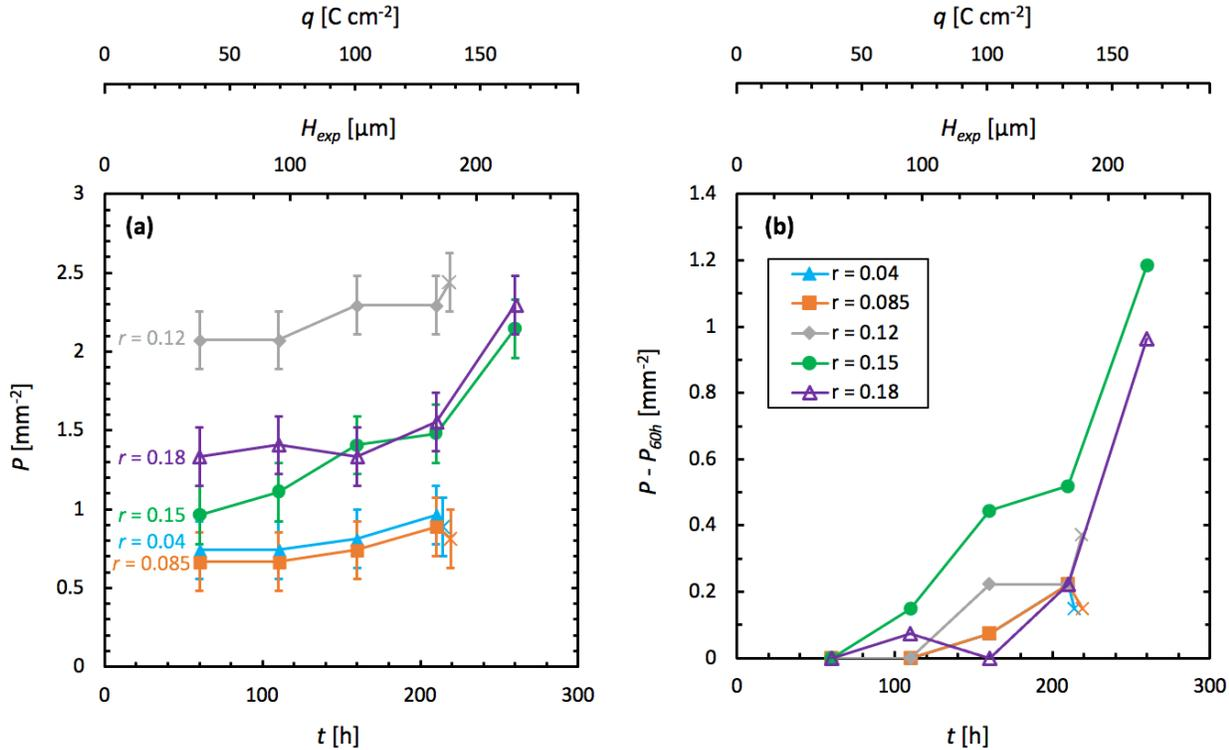 q [C cm-2]
0 50 100 150
Hexp [µm]
0 100 200
(a)
3
2.5
2
1.5
1
0.5
0
P [mm-2]
r = 0.12
r = 0.18
r = 0.15
r = 0.04
r = 0.085
0 100 200 300
t [h]
q [C cm-2]
0 50 100 150
Hexp [µm]
0 100 200
(b)
1.4
1.2
1
0.8
0.6
0.4
0.2
0
P - P60h [mm-2]
r = 0.04
r = 0.085
r = 0.12
r = 0.15
r = 0.18
0 100 200 300
t [h]